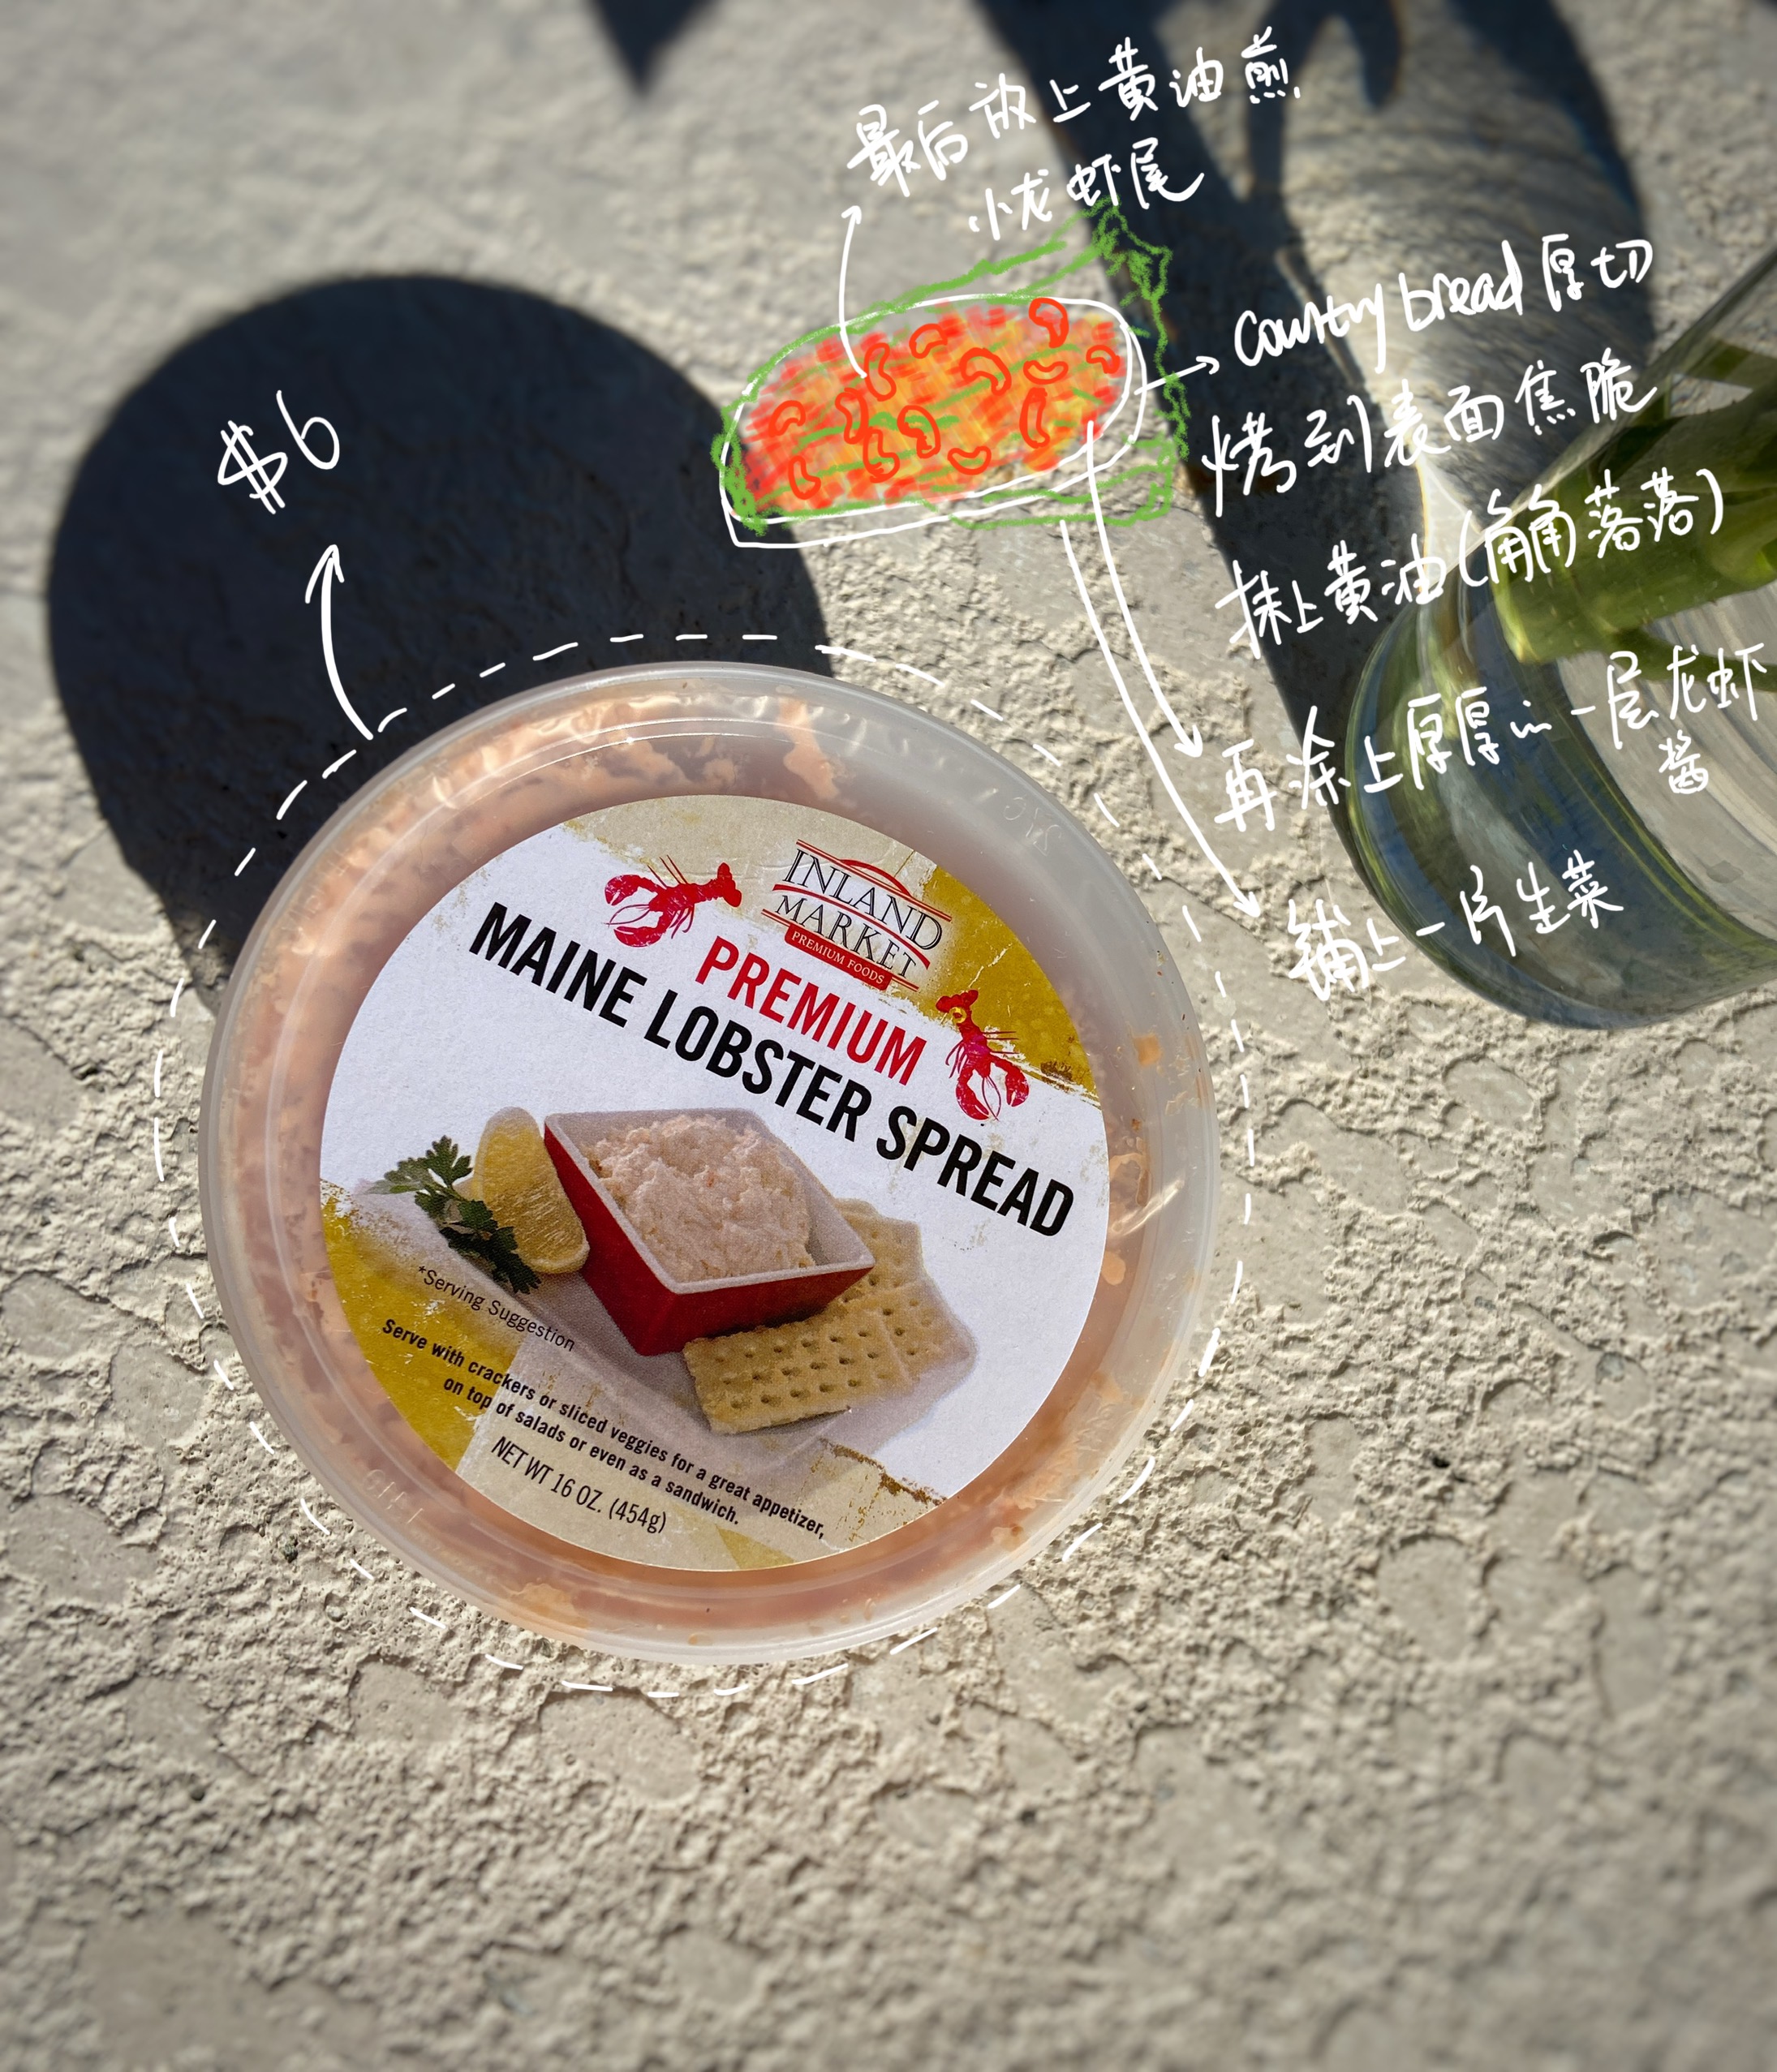 最后放上黄油煎
小龙虾尾
country bread 厚切
烤到表面焦脆
抹上黄油(角角落落)
再涂上厚厚的一层龙虾
酱
铺上一片生菜
$6
INLAND
MARKET
PREMIUM FOODS
PREMIUM
MAINE LOBSTER SPREAD
*Serving Suggestion
Serve with crackers or sliced veggies for a great appetizer,
on top of salads or even as a sandwich.
NET WT 16 OZ. (454g)